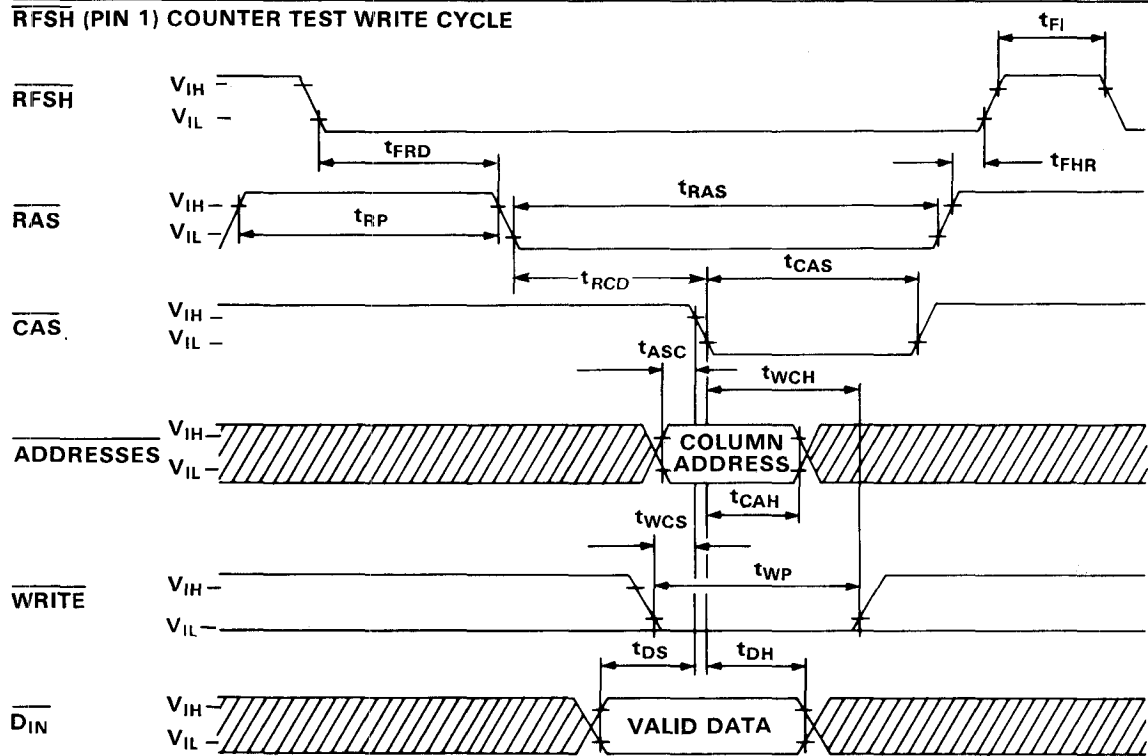 RFSH (PIN 1) COUNTER TEST WRITE CYCLE
tFI
RFSH
VIH
VIL
tFRD
tFHR
RAS
VIH
VIL
tRP
tRAS
tRCD
tCAS
CAS
VIH
VIL
tASC
tWCH
ADDRESSES
VIH
VIL
COLUMN
ADDRESS
tCAH
tWCS
tWP
WRITE
VIH
VIL
tDS
tDH
DIN
VIH
VIL
VALID DATA